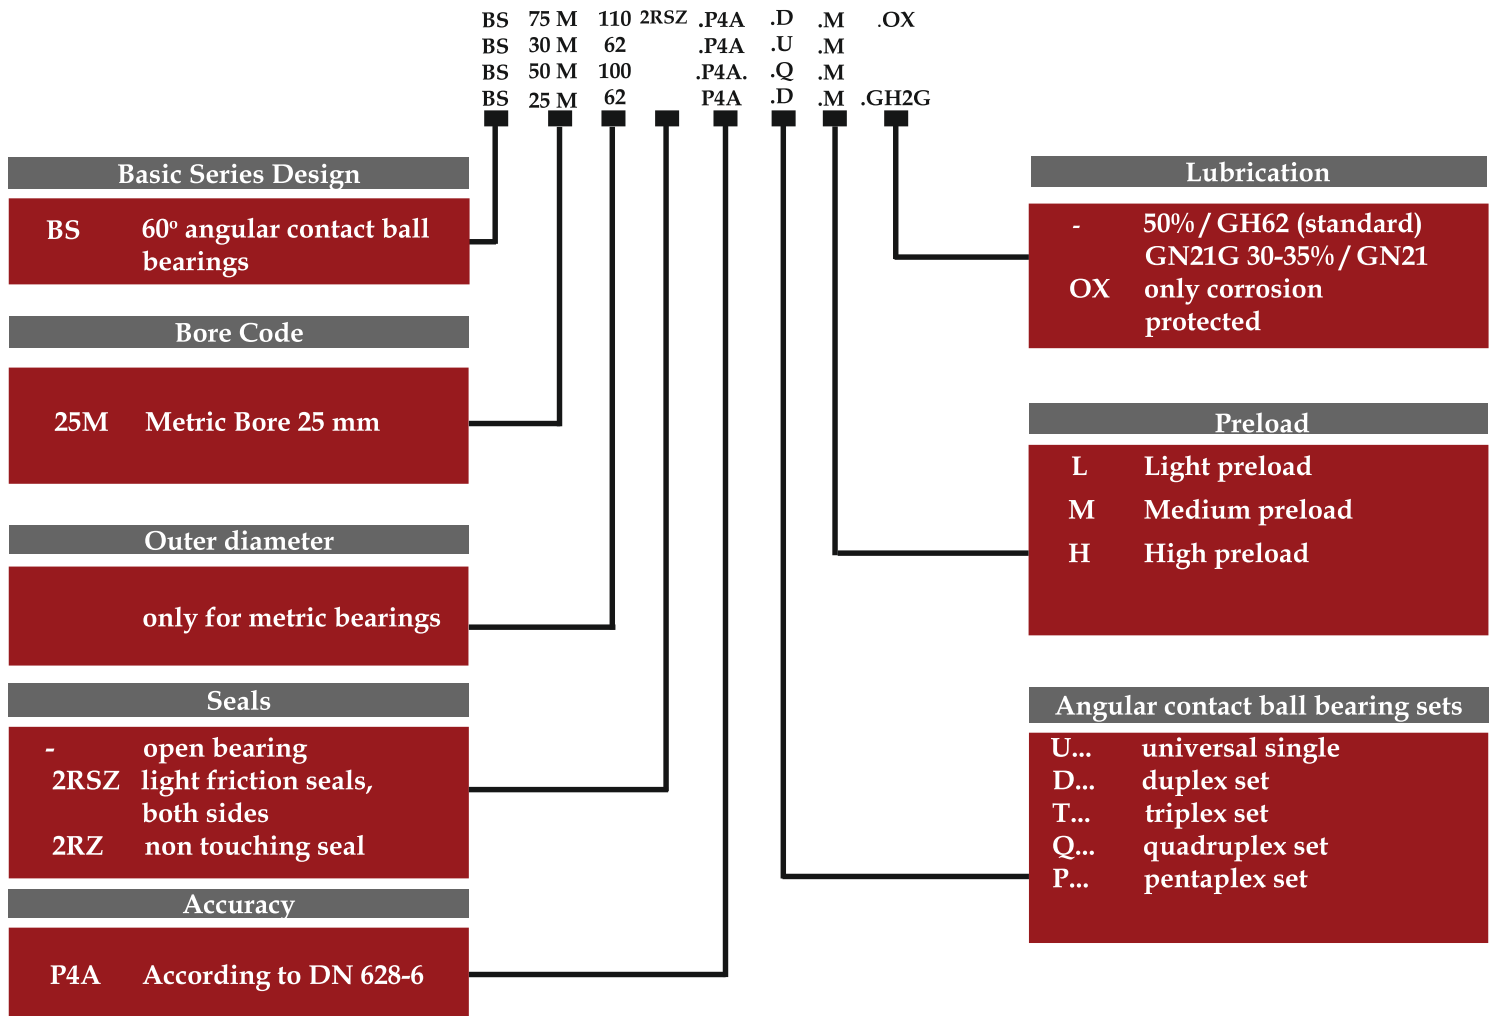 BS 75 M 110 2RSZ .P4A .D .M .OX
BS 30 M 62 .P4A .U .M
BS 50 M 100 .P4A. .Q .M
BS 25 M 62 P4A .D .M .GH2G
Basic Series Design
BS 60º angular contact ball
bearings
Bore Code
25M Metric Bore 25 mm
Outer diameter
only for metric bearings
Seals
- open bearing
2RSZ light friction seals,
both sides
2RZ non touching seal
Accuracy
P4A According to DN 628-6
Lubrication
- 50% / GH62 (standard)
GN21G 30-35% / GN21
OX only corrosion
protected
Preload
L Light preload
M Medium preload
H High preload
Angular contact ball bearing sets
U... universal single
D... duplex set
T... triplex set
Q... quadruplex set
P... pentaplex set